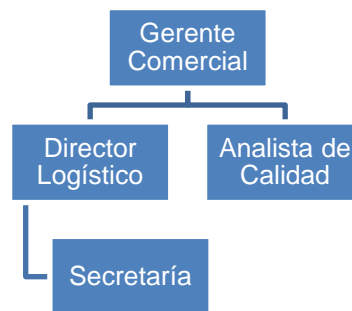 Gerente
Comercial
Director
Logístico
Analista de
Calidad
Secretaría